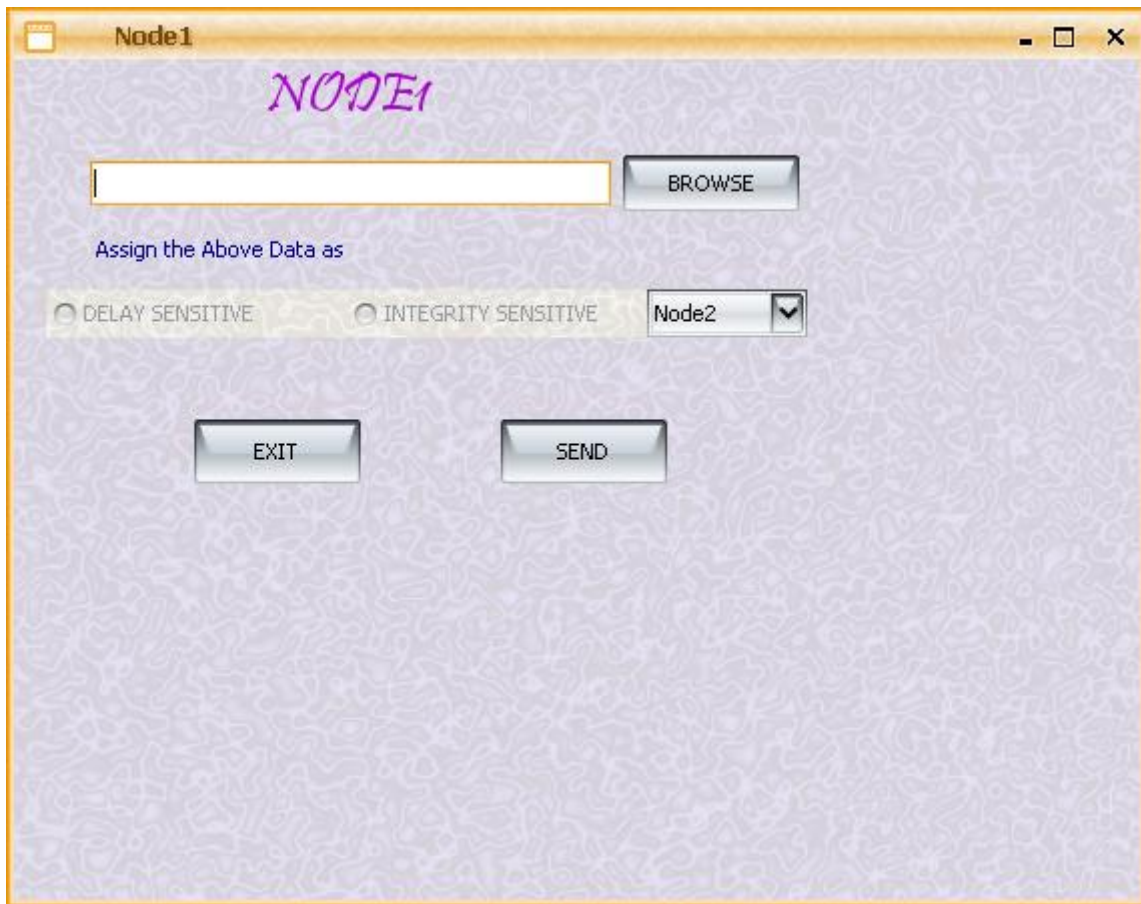 Node1
NODE1
BROWSE
Assign the Above Data as
DELAY SENSITIVE INTEGRITY SENSITIVE Node2
EXIT SEND